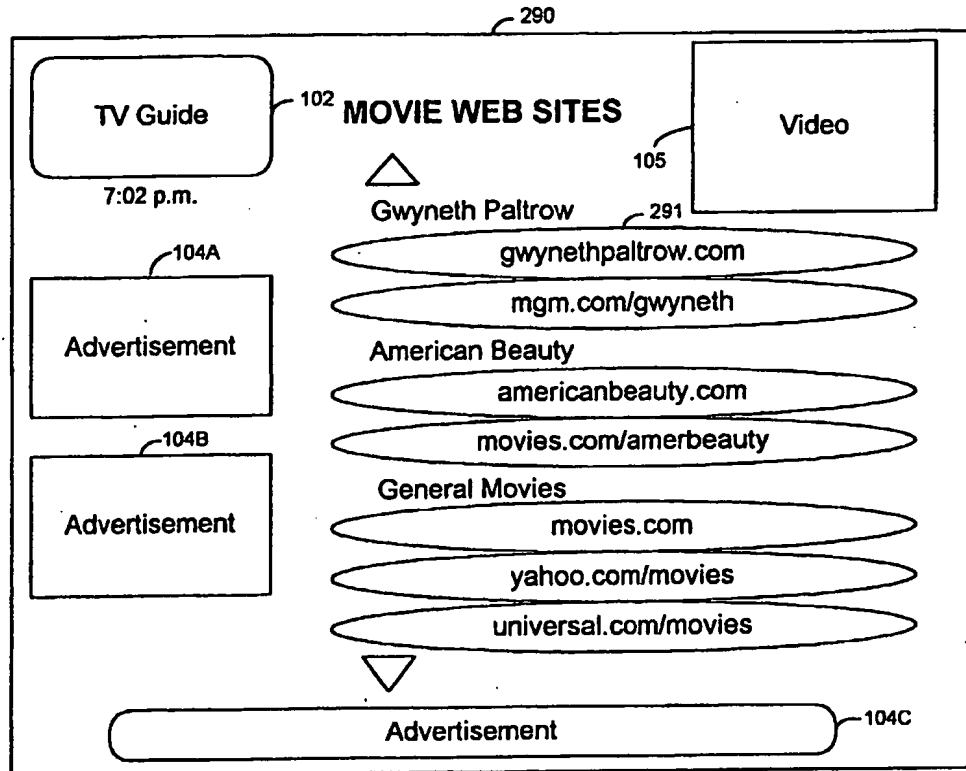 290
TV Guide
102
MOVIE WEB SITES
Video
105
7:02 p.m.
Gwyneth Paltrow
291
gwynethpaltrow.com
104A
mgm.com/gwyneth
Advertisement
American Beauty
americanbeauty.com
104B
movies.com/amerbeauty
General Movies
Advertisement
movies.com
yahoo.com/movies
universal.com/movies
Advertisement
104C